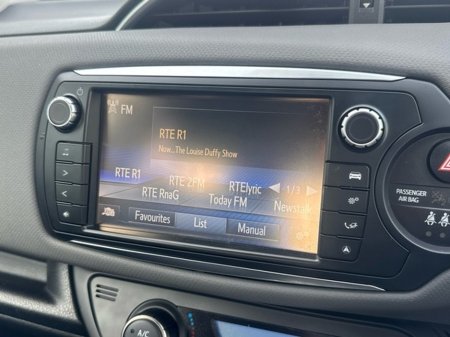 FM
RTE R1
Now...The Louise Duffy Show
RTE R1 RTE 2FM RTElyric 1/3
RTE RnaG Today FM Newstalk
Favourites List Manual
PASSENGER
AIR BAG
A/C